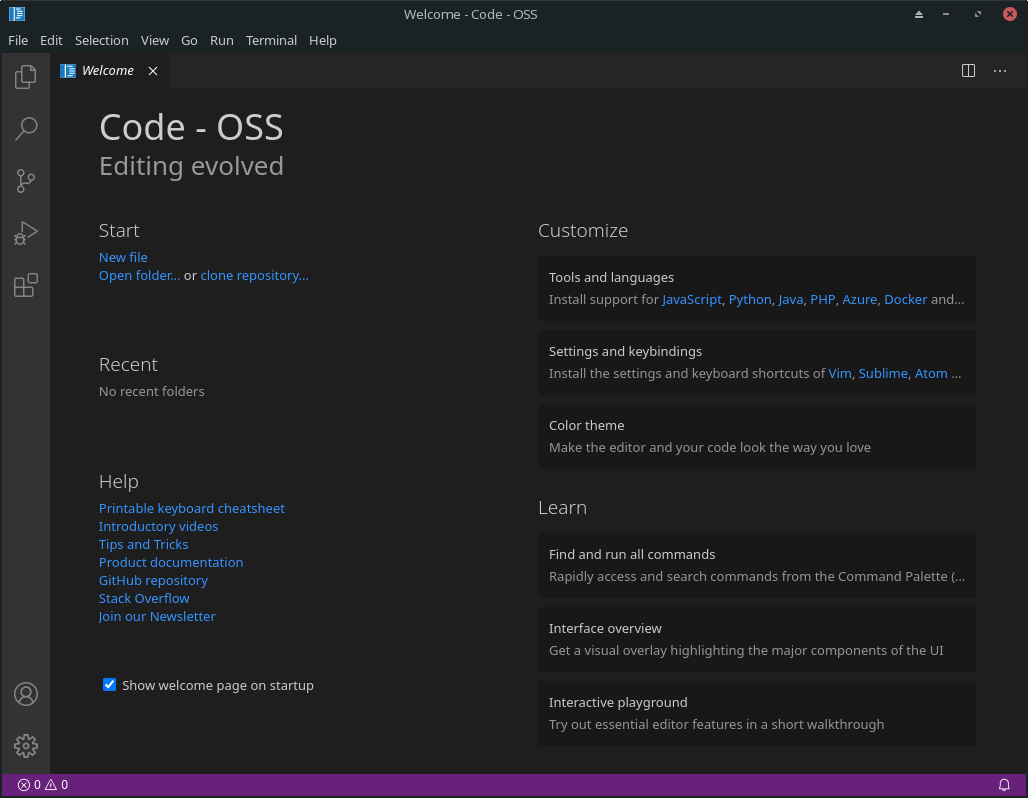 Welcome - Code - OSS
File Edit Selection View Go Run Terminal Help
Welcome
Code - OSS
Editing evolved
Start
New file
Open folder... or clone repository...
Recent
No recent folders
Help
Printable keyboard cheatsheet
Introductory videos
Tips and Tricks
Product documentation
GitHub repository
Stack Overflow
Join our Newsletter
Show welcome page on startup
Customize
Tools and languages
Install support for JavaScript, Python, Java, PHP, Azure, Docker and...
Settings and keybindings
Install the settings and keyboard shortcuts of Vim, Sublime, Atom ...
Color theme
Make the editor and your code look the way you love
Learn
Find and run all commands
Rapidly access and search commands from the Command Palette (...
Interface overview
Get a visual overlay highlighting the major components of the UI
Interactive playground
Try out essential editor features in a short walkthrough
0 0